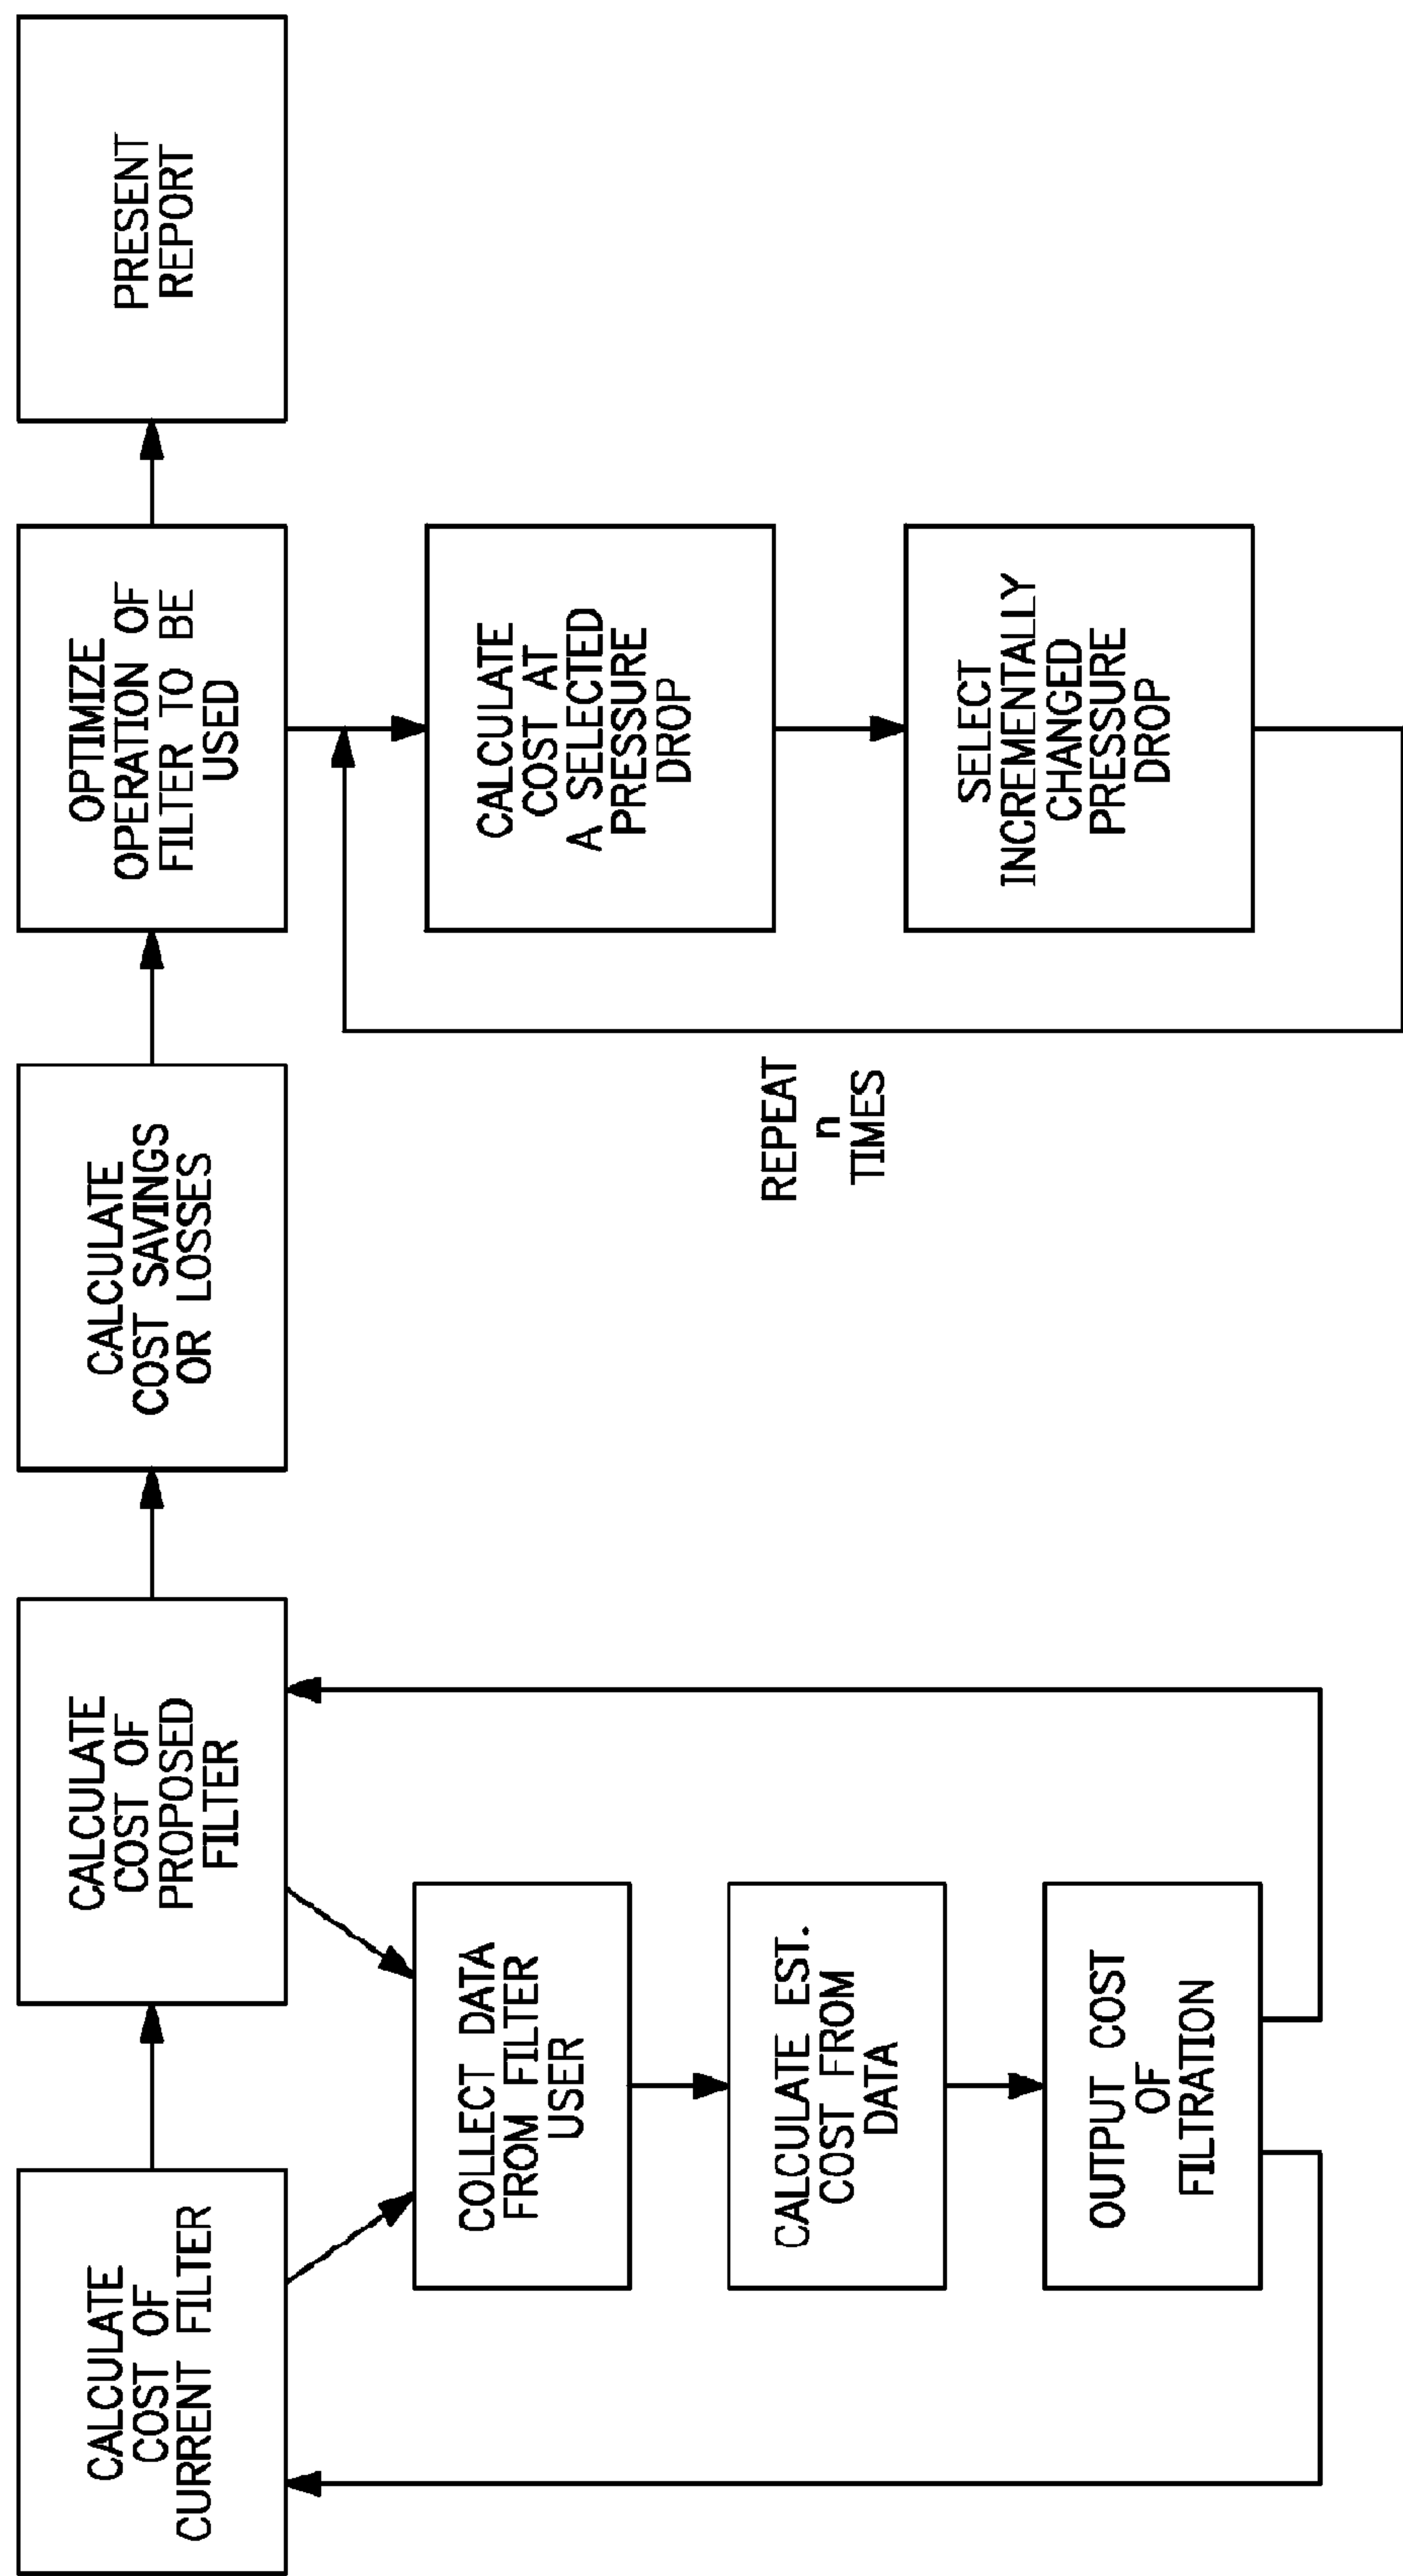 CALCULATE
COST OF
CURRENT FILTER
CALCULATE
COST OF
PROPOSED
FILTER
CALCULATE
COST SAVINGS
OR LOSSES
OPTIMIZE
OPERATION OF
FILTER TO BE
USED
PRESENT
REPORT
COLLECT DATA
FROM FILTER
USER
CALCULATE EST.
COST FROM
DATA
OUTPUT COST
OF
FILTRATION
CALCULATE
COST AT
A SELECTED
PRESSURE
DROP
SELECT
INCREMENTALLY
CHANGED
PRESSURE
DROP
REPEAT
n
TIMES